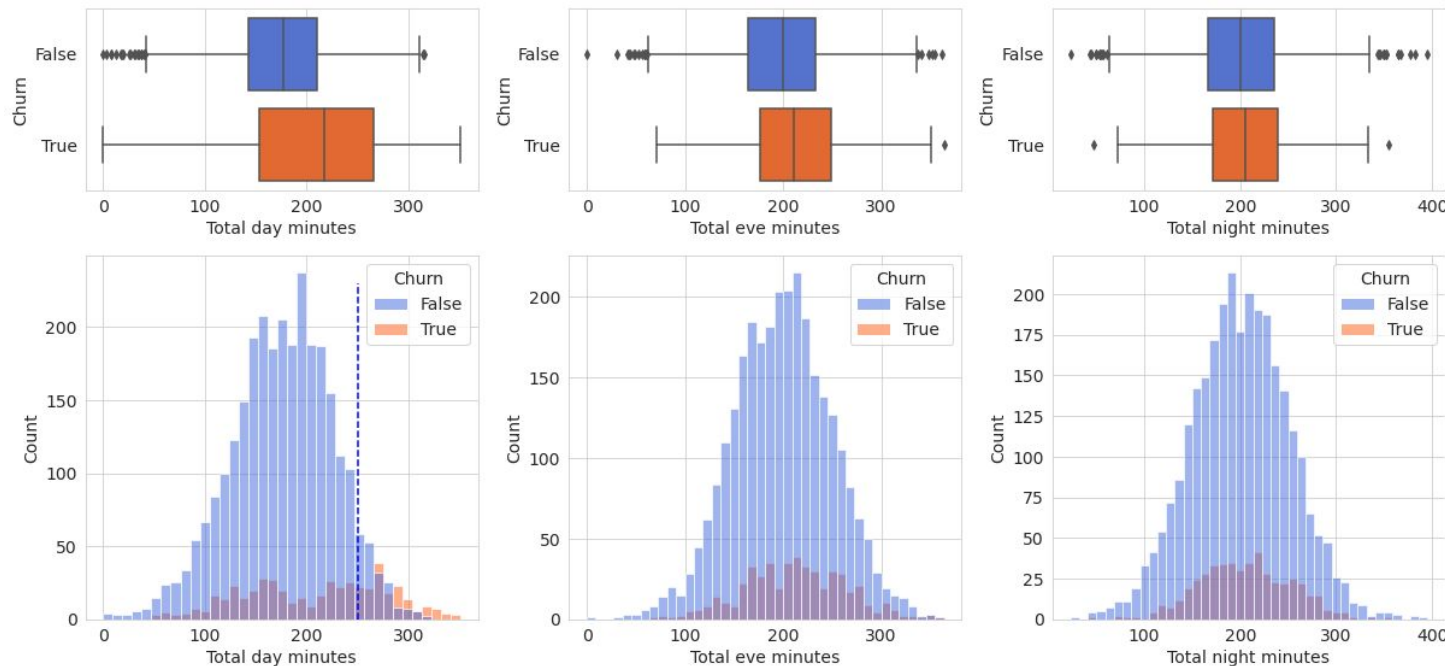 Churn
False
True
0 100 200 300
Total day minutes
Churn
False
True
0 100 200 300
Total eve minutes
Churn
False
True
100 200 300 400
Total night minutes
Count
200
150
100
50
0
Churn
False
True
0 100 200 300
Total day minutes
Count
200
150
100
50
0
Churn
False
True
0 100 200 300
Total eve minutes
Count
200
175
150
125
100
75
50
25
0
Churn
False
True
100 200 300 400
Total night minutes